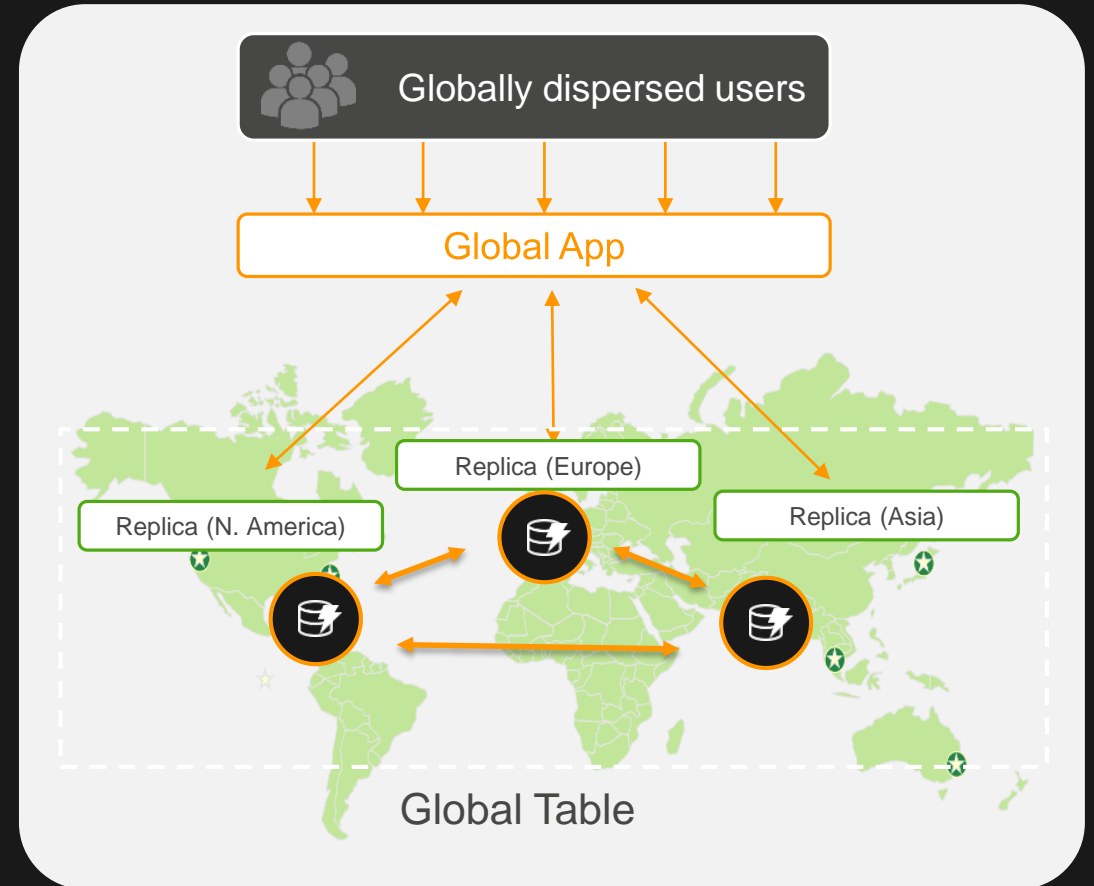 Globally dispersed users
Global App
Replica (Europe)
Replica (N. America)
Replica (Asia)
Global Table